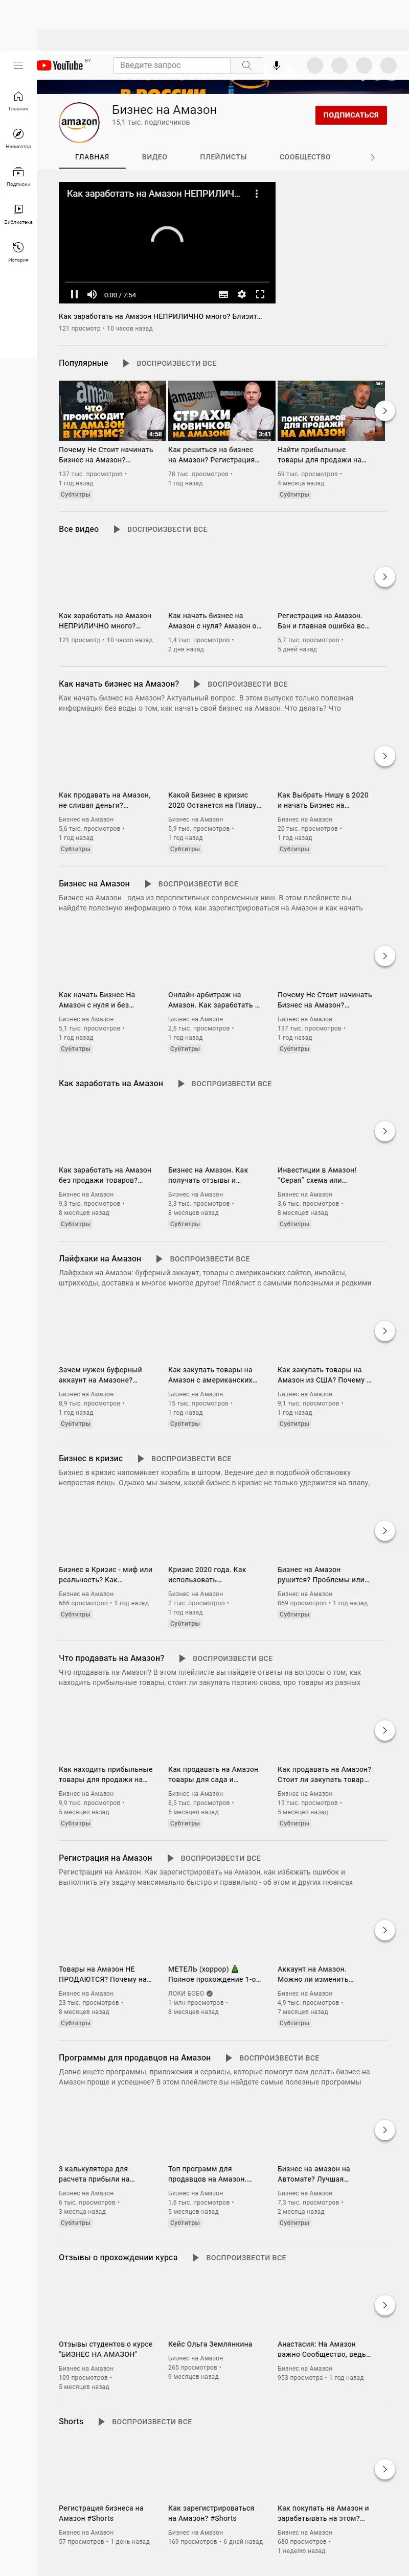 YouTube BY
Введите запрос
Главная
Навигатор
Подписки
Библиотека
История
amazon
Бизнес на Амазон
15,1 тыс. подписчиков
ПОДПИСАТЬСЯ
ГЛАВНАЯ ВИДЕО ПЛЕЙЛИСТЫ СООБЩЕСТВО
Как заработать на Амазон НЕПРИЛИЧ...
0:00 / 7:54
Как заработать на Амазон НЕПРИЛИЧНО много? Близит...
121 просмотр • 10 часов назад
Популярные ВОСПРОИЗВЕСТИ ВСЕ
ЧТО
ПРОИСХОДИТ
НА АМАЗОН
В КРИЗИС?
4:58
Почему Не Стоит начинать
Бизнес на Амазон?...
137 тыс. просмотров •
1 год назад
Субтитры
СТРАХИ
НОВИЧКОВ
НА АМАЗОНЕ
3:41
Как решиться на бизнес
на Амазон? Регистрация...
78 тыс. просмотров •
1 год назад
ПОИСК ТОВАРОВ
ДЛЯ ПРОДАЖИ
НА АМАЗОН
Найти прибыльные
товары для продажи на...
59 тыс. просмотров •
4 месяца назад
Субтитры
Все видео ВОСПРОИЗВЕСТИ ВСЕ
Как заработать на Амазон
НЕПРИЛИЧНО много?...
121 просмотр • 10 часов назад
Как начать бизнес на
Амазон с нуля? Амазон о...
1,4 тыс. просмотров •
2 дня назад
Регистрация на Амазон.
Бан и главная ошибка вс...
5,7 тыс. просмотров •
5 дней назад
Как начать бизнес на Амазон? ВОСПРОИЗВЕСТИ ВСЕ
Как начать бизнес на Амазон? Актуальный вопрос. В этом выпуске только полезная
информация без воды о том, как начать свой бизнес на Амазон. Что делать? Что
Как продавать на Амазон,
не сливая деньги?...
Бизнес на Амазон
5,6 тыс. просмотров •
1 год назад
Субтитры
Какой Бизнес в кризис
2020 Останется на Плаву...
Бизнес на Амазон
5,9 тыс. просмотров •
1 год назад
Субтитры
Как Выбрать Нишу в 2020
и начать Бизнес на...
Бизнес на Амазон
20 тыс. просмотров •
1 год назад
Субтитры
Бизнес на Амазон ВОСПРОИЗВЕСТИ ВСЕ
Бизнес на Амазон - одна из перспективных современных ниш. В этом плейлисте вы
найдёте полезную информацию о том, как зарегистрироваться на Амазон и как начать
Как начать Бизнес На
Амазон с нуля и без...
Бизнес на Амазон
5,1 тыс. просмотров •
1 год назад
Субтитры
Онлайн-арбитраж на
Амазон. Как заработать ...
Бизнес на Амазон
2,6 тыс. просмотров •
1 год назад
Субтитры
Почему Не Стоит начинать
Бизнес на Амазон?...
Бизнес на Амазон
137 тыс. просмотров •
1 год назад
Субтитры
Как заработать на Амазон ВОСПРОИЗВЕСТИ ВСЕ
Как заработать на Амазон
без продажи товаров?...
Бизнес на Амазон
9,3 тыс. просмотров •
8 месяцев назад
Субтитры
Бизнес на Амазон. Как
получать отзывы и...
Бизнес на Амазон
3,3 тыс. просмотров •
8 месяцев назад
Субтитры
Инвестиции в Амазон!
"Серая" схема или...
Бизнес на Амазон
3,6 тыс. просмотров •
8 месяцев назад
Субтитры
Лайфхаки на Амазон ВОСПРОИЗВЕСТИ ВСЕ
Лайфхаки на Амазон: буферный аккаунт, товары с американских сайтов, инвойсы,
штрихкоды, доставка и многое многое другое! Плейлист с самыми полезными и редкими
Зачем нужен буферный
аккаунт на Амазоне?...
Бизнес на Амазон
8,9 тыс. просмотров •
1 год назад
Субтитры
Как закупать товары на
Амазон с американских...
Бизнес на Амазон
15 тыс. просмотров •
1 год назад
Субтитры
Как закупать товары на
Амазон из США? Почему ...
Бизнес на Амазон
9,1 тыс. просмотров •
1 год назад
Субтитры
Бизнес в кризис ВОСПРОИЗВЕСТИ ВСЕ
Бизнес в кризис напоминает корабль в шторм. Ведение дел в подобной обстановку
непростая вещь. Однако мы знаем, какой бизнес в кризис не только удержится на плаву,
Бизнес в Кризис - миф или
реальность? Как...
Бизнес на Амазон
666 просмотров • 1 год назад
Субтитры
Кризис 2020 года. Как
использовать...
Бизнес на Амазон
2 тыс. просмотров •
1 год назад
Субтитры
Бизнес на Амазон
рушится? Проблемы или...
Бизнес на Амазон
869 просмотров • 1 год назад
Субтитры
Что продавать на Амазон? ВОСПРОИЗВЕСТИ ВСЕ
Что продавать на Амазон? В этом плейлисте вы найдете ответы на вопросы о том, как
находить прибыльные товары, стоит ли закупать партию снова, про товары из разных
Как находить прибыльные
товары для продажи на...
Бизнес на Амазон
9,9 тыс. просмотров •
5 месяцев назад
Субтитры
Как продавать на Амазон
товары для сада и...
Бизнес на Амазон
8,5 тыс. просмотров •
5 месяцев назад
Субтитры
Как продавать на Амазон?
Стоит ли закупать товар...
Бизнес на Амазон
13 тыс. просмотров •
5 месяцев назад
Субтитры
Регистрация на Амазон ВОСПРОИЗВЕСТИ ВСЕ
Регистрация на Амазон. Как зарегистрировать на Амазон, как избежать ошибок и
выполнить эту задачу максимально быстро и правильно - об этом и других нюансах
Товары на Амазон НЕ
ПРОДАЮТСЯ? Почему на...
Бизнес на Амазон
23 тыс. просмотров •
8 месяцев назад
Субтитры
МЕТЕЛЬ (хоррор) 🌲
Полное прохождение 1-о...
ЛОКИ БОБО
1 млн просмотров •
8 месяцев назад
Аккаунт на Амазон.
Можно ли изменить...
Бизнес на Амазон
4,9 тыс. просмотров •
7 месяцев назад
Субтитры
Программы для продавцов на Амазон ВОСПРОИЗВЕСТИ ВСЕ
Давно ищете программы, приложения и сервисы, которые помогут вам делать бизнес на
Амазон проще и успешнее? В этом плейлисте вы найдете самые полезные программы
3 калькулятора для
расчета прибыли на...
Бизнес на Амазон
6 тыс. просмотров •
3 месяца назад
Субтитры
Топ программ для
продавцов на Амазон....
Бизнес на Амазон
1,6 тыс. просмотров •
5 месяцев назад
Субтитры
Бизнес на амазон на
Автомате? Лучшая...
Бизнес на Амазон
7,3 тыс. просмотров •
2 месяца назад
Субтитры
Отзывы о прохождении курса ВОСПРОИЗВЕСТИ ВСЕ
Отзывы студентов о курсе
"БИЗНЕС НА АМАЗОН"
Бизнес на Амазон
109 просмотров •
5 месяцев назад
Кейс Ольга Землянкина
Бизнес на Амазон
265 просмотров •
9 месяцев назад
Анастасия: На Амазон
важно Сообщество, ведь...
Бизнес на Амазон
953 просмотра • 1 год назад
Shorts ВОСПРОИЗВЕСТИ ВСЕ
Регистрация бизнеса на
Амазон #Shorts
Бизнес на Амазон
57 просмотров • 1 день назад
Как зарегистрироваться
на Амазон? #Shorts
Бизнес на Амазон
169 просмотров • 6 дней назад
Как покупать на Амазон и
зарабатывать на этом?...
Бизнес на Амазон
680 просмотров •
1 неделю назад